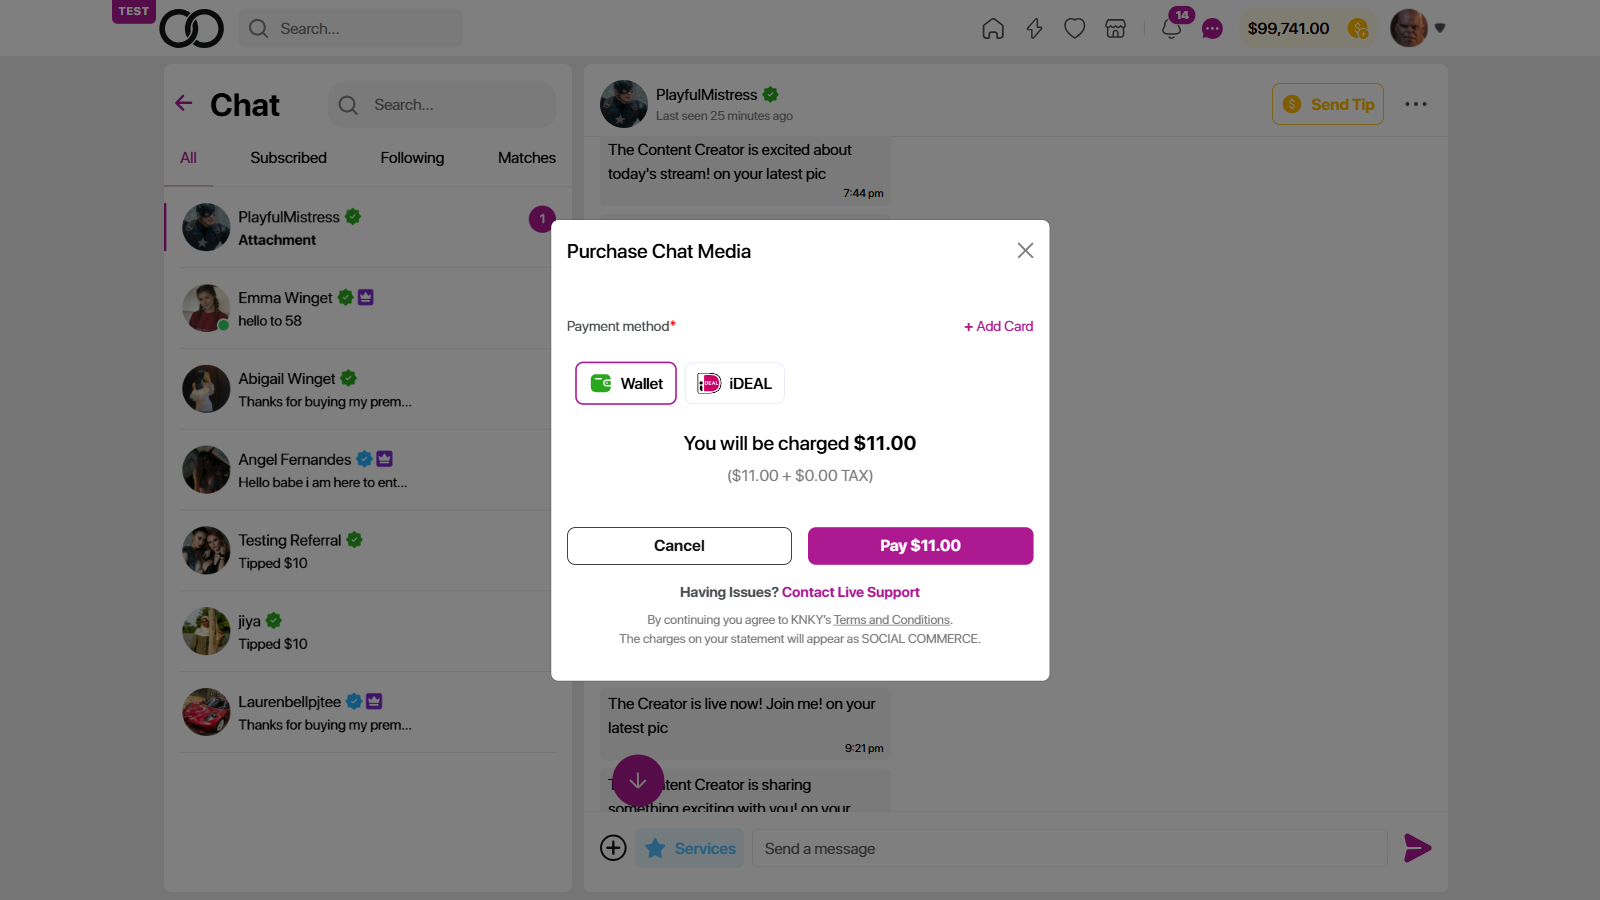 TEST
Search...
14
$99,741.00
Chat
Search...
All
Subscribed
Following
Matches
PlayfulMistress
1
Attachment
Emma Winget
hello to 58
Abigail Winget
Thanks for buying my prem...
Angel Fernandes
Hello babe i am here to ent...
Testing Referral
Tipped $10
jiya
Tipped $10
Laurenbellpjtee
Thanks for buying my prem...
PlayfulMistress
Last seen 25 minutes ago
Send Tip
The Content Creator is excited about
today's stream! on your latest pic
7:44 pm
Purchase Chat Media
Payment method*
+ Add Card
Wallet
iDEAL
iDEAL
You will be charged $11.00
($11.00 + $0.00 TAX)
Cancel
Pay $11.00
Having Issues? Contact Live Support
By continuing you agree to KNKY's Terms and Conditions.
The charges on your statement will appear as SOCIAL COMMERCE.
The Creator is live now! Join me! on your
latest pic
9:21 pm
Creator is sharing
something exciting with you! on your
Services
Send a message